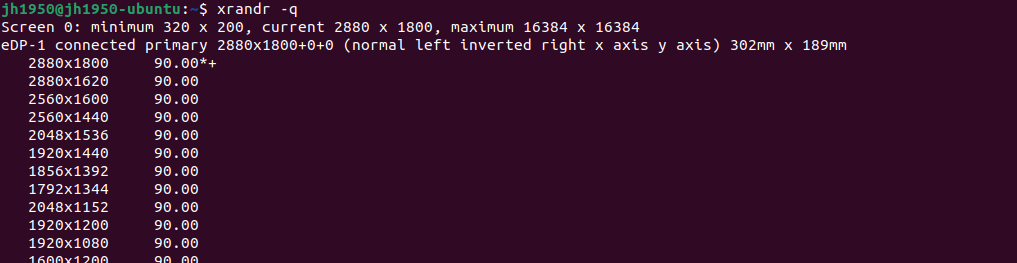 jh1950@jh1950-ubuntu:~$ xrandr -q
Screen 0: minimum 320 x 200, current 2880 x 1800, maximum 16384 x 16384
eDP-1 connected primary 2880x1800+0+0 (normal left inverted right x axis y axis) 302mm x 189mm
2880x1800 90.00*+
2880x1620 90.00
2560x1600 90.00
2560x1440 90.00
2048x1536 90.00
1920x1440 90.00
1856x1392 90.00
1792x1344 90.00
2048x1152 90.00
1920x1200 90.00
1920x1080 90.00
1600x1200 90.00